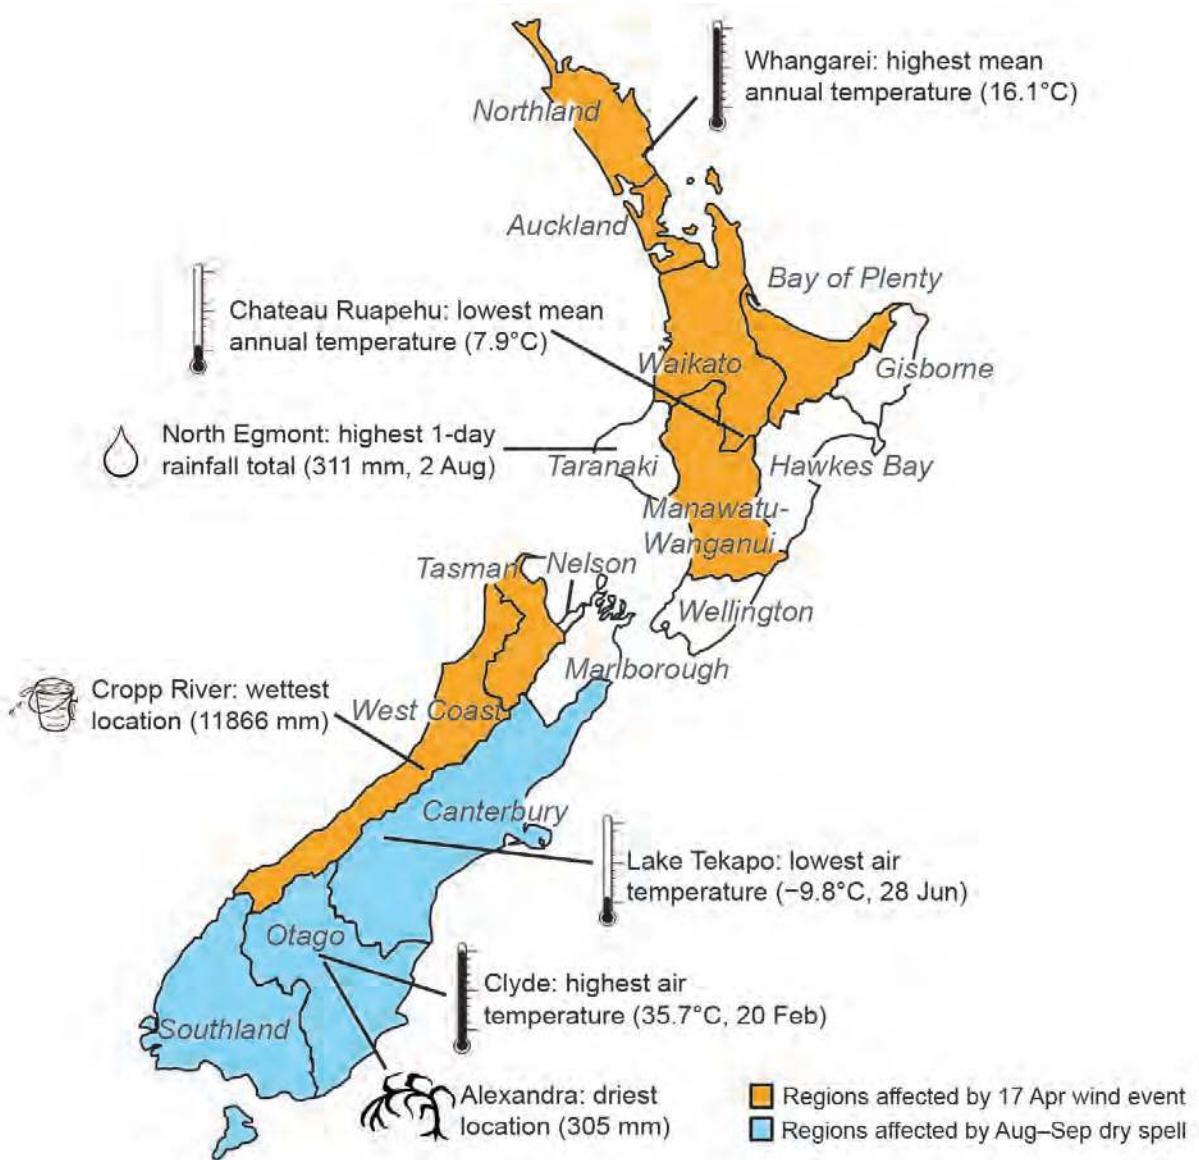 Whangarei: highest mean
annual temperature (16.1°C)
Northland
Auckland
Bay of Plenty
Chateau Ruapehu: lowest mean
annual temperature (7.9°C)
Waikato
Gisborne
North Egmont: highest 1-day
rainfall total (311 mm, 2 Aug)
Taranaki
Hawkes Bay
Manawatu-
Wanganui
Tasman
Nelson
Wellington
Marlborough
Cropp River: wettest
location (11866 mm)
West Coast
Canterbury
Lake Tekapo: lowest air
temperature (−9.8°C, 28 Jun)
Otago
Clyde: highest air
temperature (35.7°C, 20 Feb)
Southland
Alexandra: driest
location (305 mm)
Regions affected by 17 Apr wind event
Regions affected by Aug–Sep dry spell